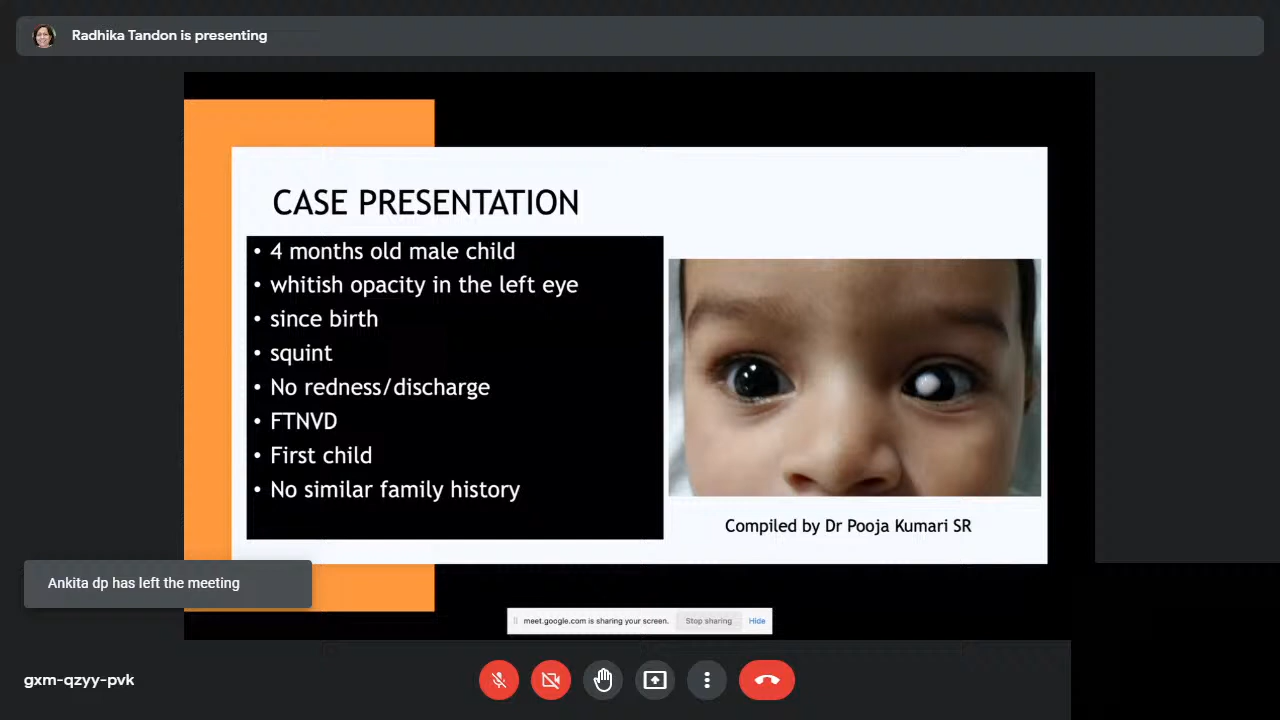 Radhika Tandon is presenting
CASE PRESENTATION
• 4 months old male child
• whitish opacity in the left eye
• since birth
• squint
• No redness/discharge
• FTNVD
• First child
• No similar family history
Compiled by Dr Pooja Kumari SR
Ankita dp has left the meeting
meet.google.com is sharing your screen. Stop sharing Hide
gxm-qzyy-pvk